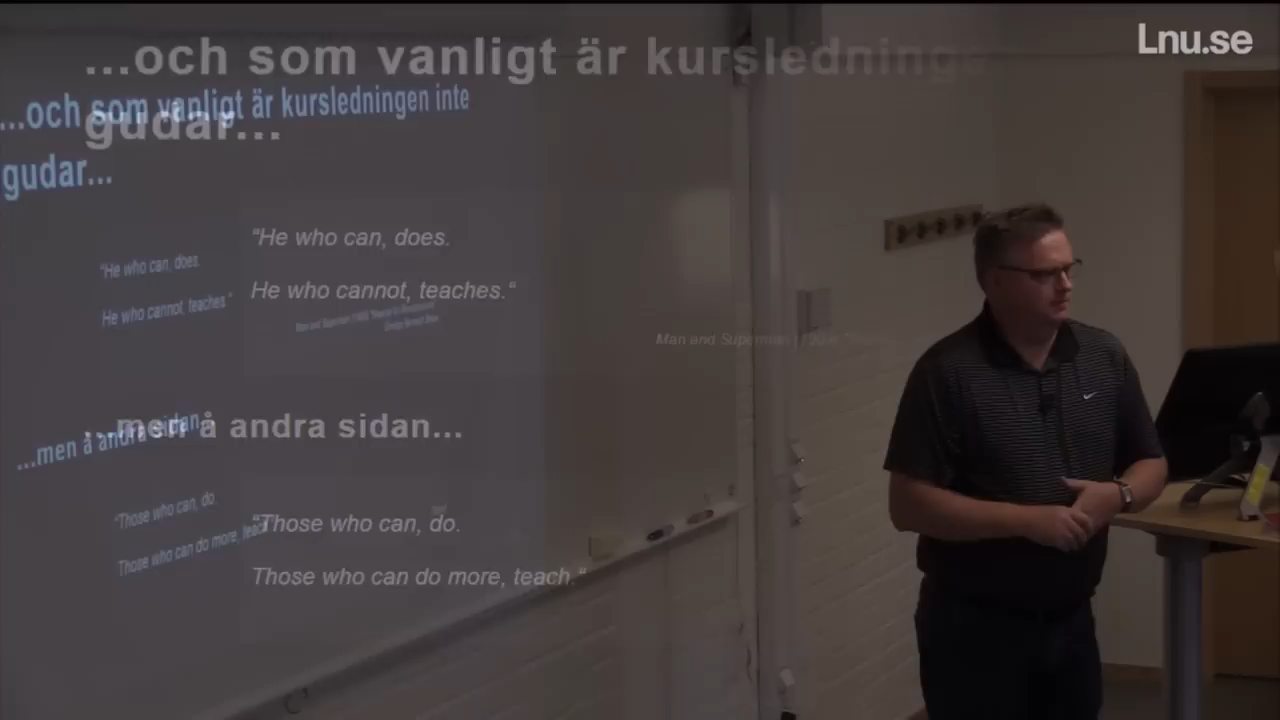 Lnu.se
...och som vanligt är kursledninge
gudar...
"He who can, does.
He who cannot, teaches."
Man and Superman (1903)
...men å andra sidan...
"Those who can, do.
Those who can do more, teach."
...och som vanligt är kursledningen inte
gudar...
"He who can, does.
He who cannot, teaches."
...men å andra sidan...
"Those who can, do
Those who can do more, teach